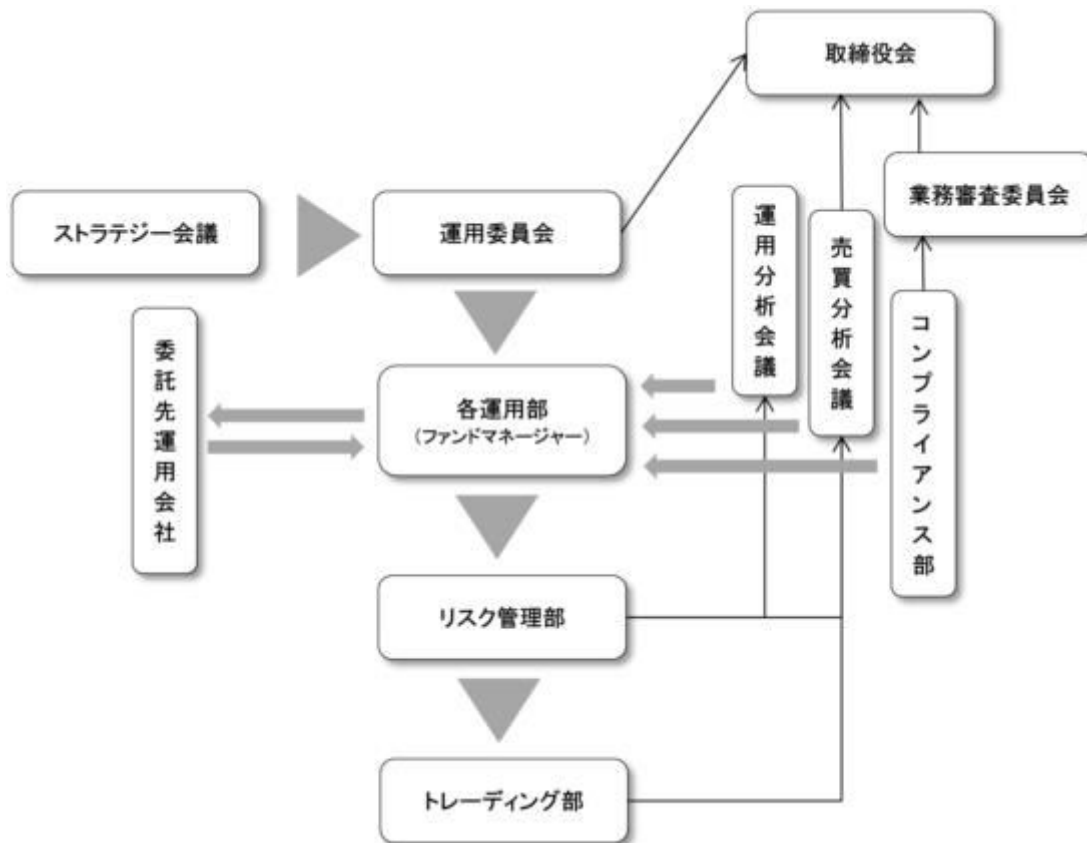 取締役会
業務審査委員会
ストラテジー会議
運用委員会
運用分析会議
売買分析会議
コンプライアンス部
委託先運用会社
各運用部
(ファンドマネージャー)
リスク管理部
トレーディング部